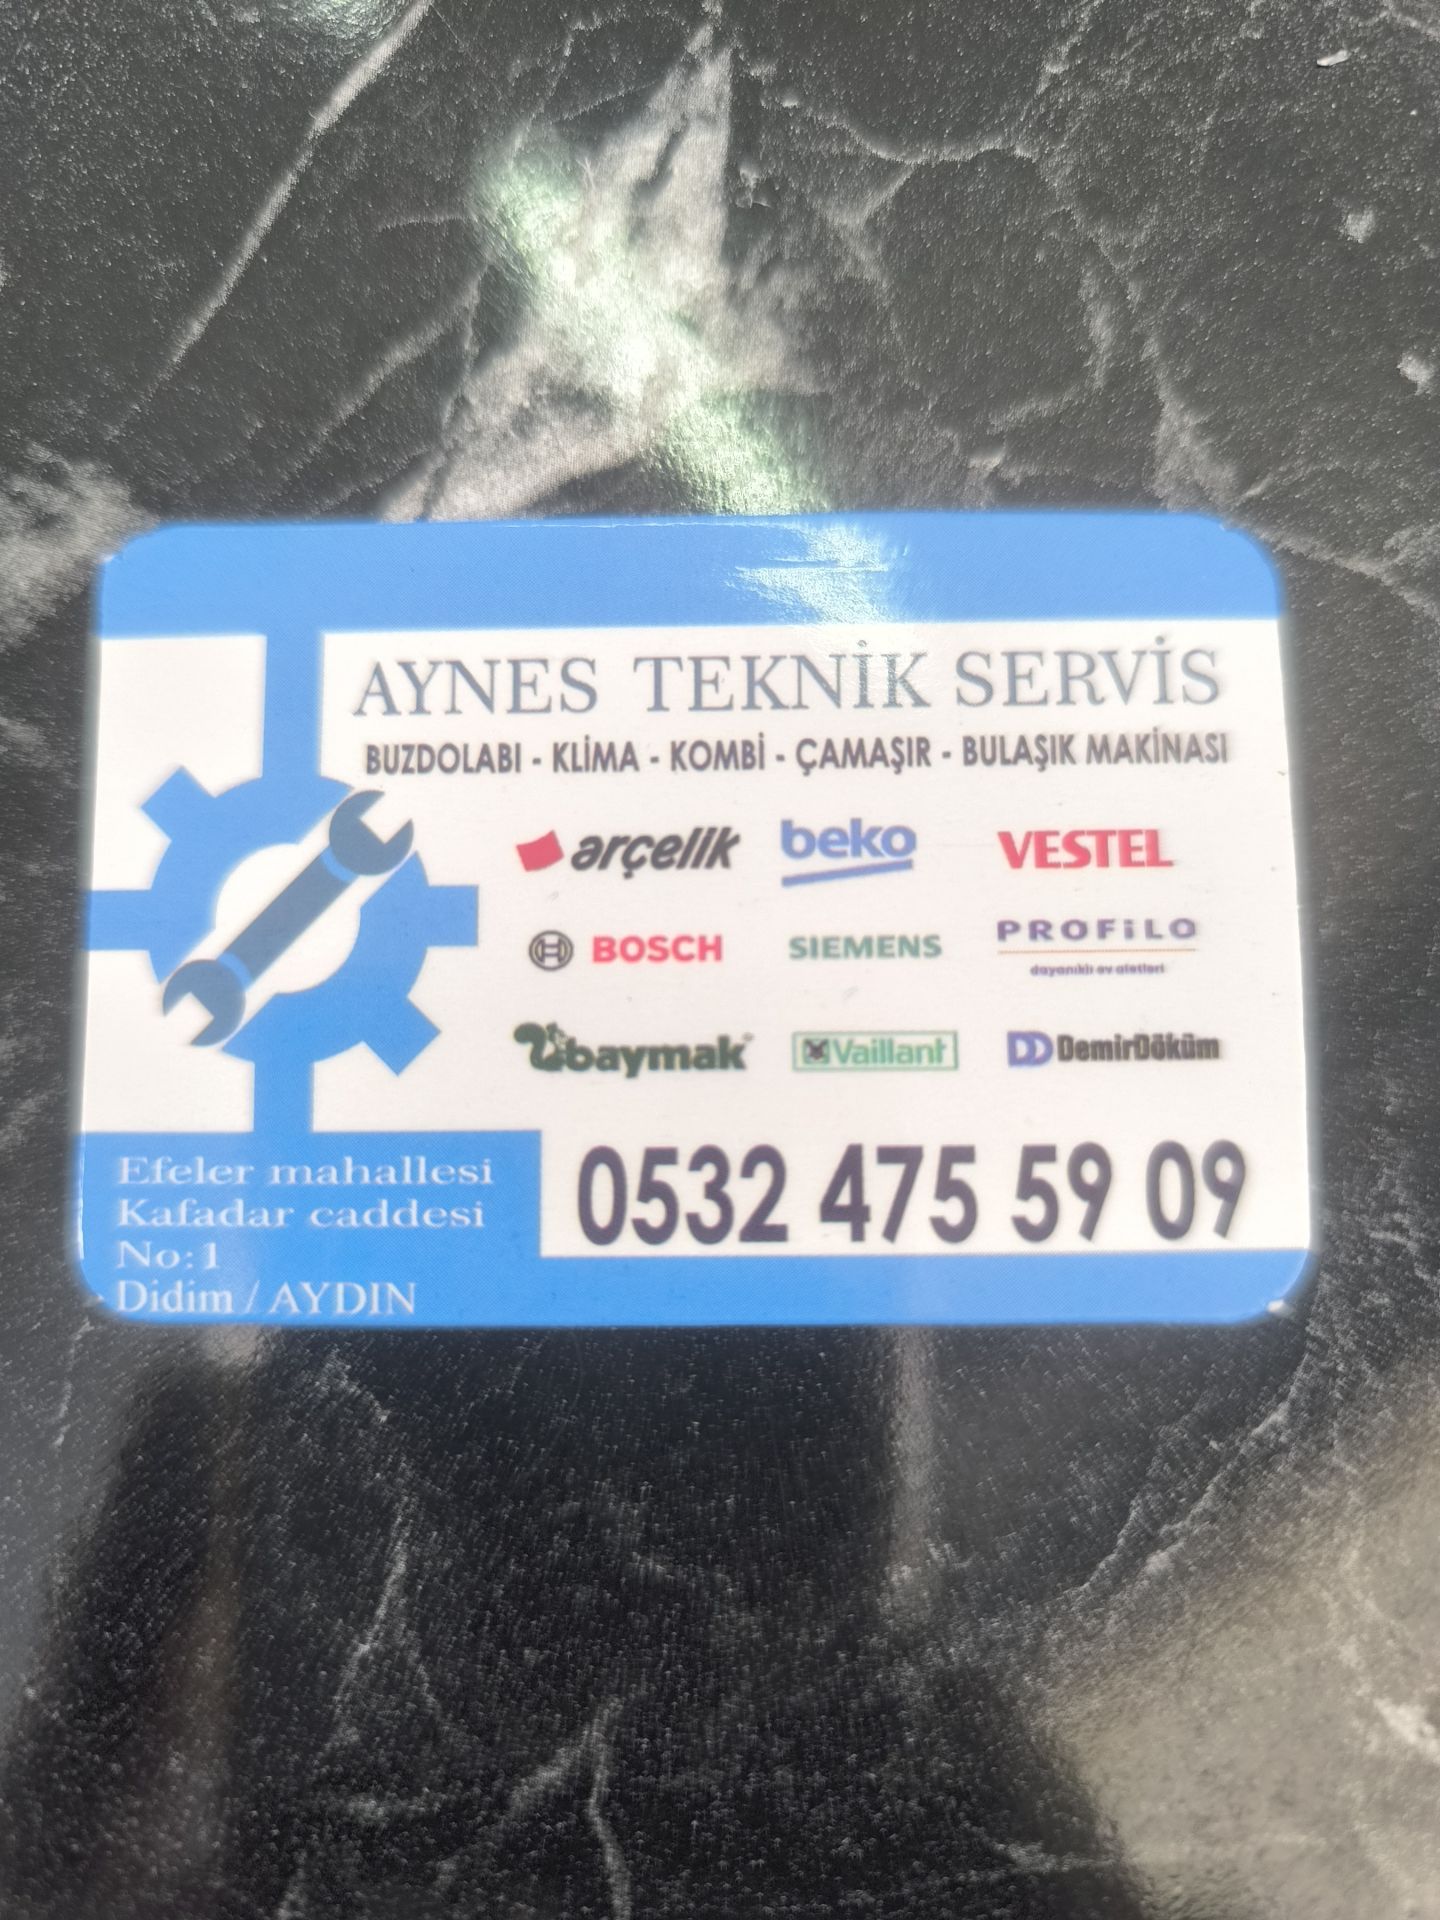 AYNES TEKNİK SERVİS
BUZDOLABI - KLİMA - KOMBİ - ÇAMAŞIR - BULAŞIK MAKİNASI
arçelik beko VESTEL
BOSCH SIEMENS PROFiLO
dayanıklı ev aletleri
baymak Vaillant DemirDöküm
0532 475 59 09
Efeler mahallesi
Kafadar caddesi
No:1
Didim / AYDIN